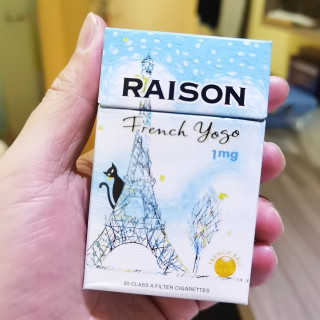 RAISON
French Yogo
1mg
20 CLASS A FILTER CIGARETTES